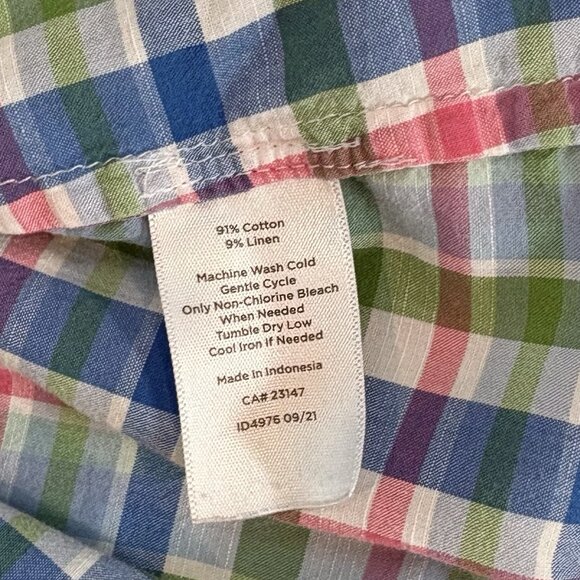 91% Cotton
9% Linen
Machine Wash Cold
Gentle Cycle
Only Non-Chlorine Bleach
When Needed
Tumble Dry Low
Cool Iron if Needed
Made in Indonesia
CA# 23147
ID4975 09/21